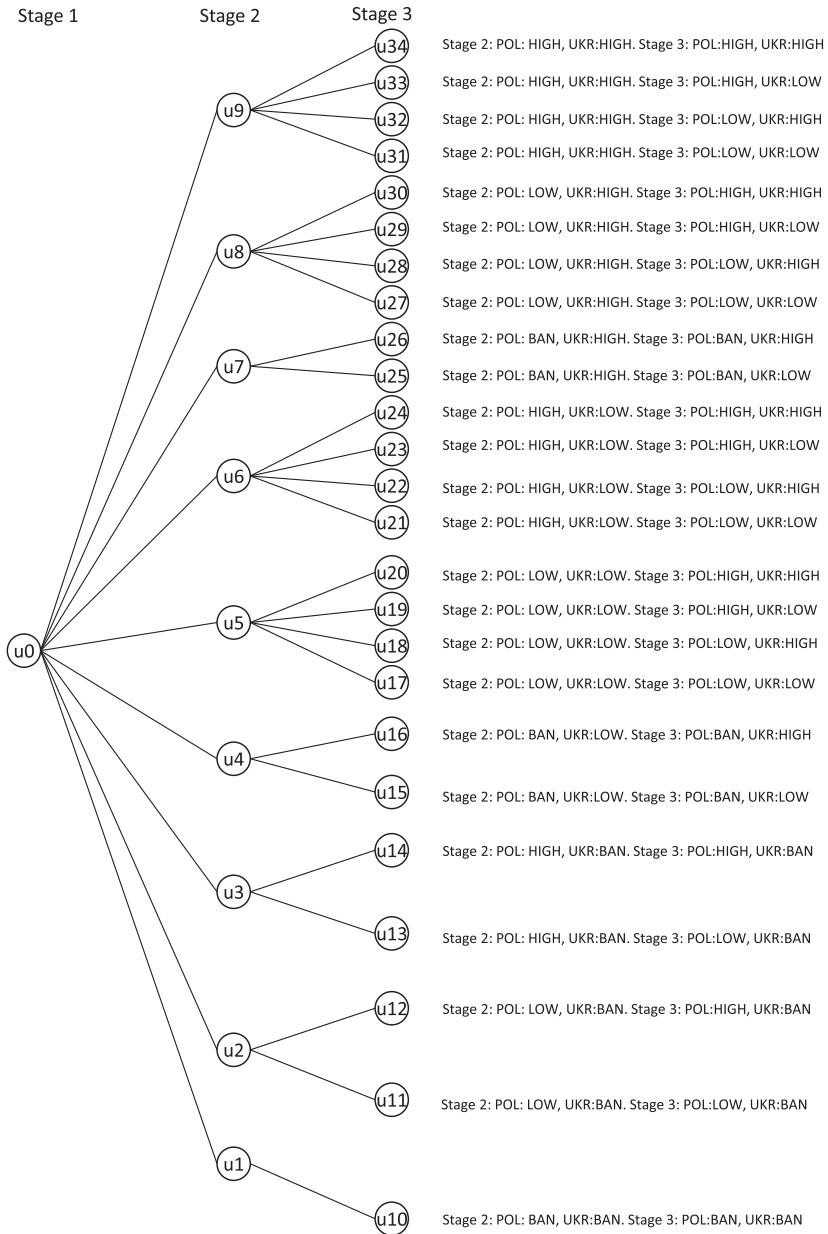 Stage 1 Stage 2 Stage 3
u34 Stage 2: POL: HIGH, UKR:HIGH. Stage 3: POL:HIGH, UKR:HIGH
u33 Stage 2: POL: HIGH, UKR:HIGH. Stage 3: POL:HIGH, UKR:LOW
u9
u32 Stage 2: POL: HIGH, UKR:HIGH. Stage 3: POL:LOW, UKR:HIGH
u31 Stage 2: POL: HIGH, UKR:HIGH. Stage 3: POL:LOW, UKR:LOW
u30 Stage 2: POL: LOW, UKR:HIGH. Stage 3: POL:HIGH, UKR:HIGH
u29 Stage 2: POL: LOW, UKR:HIGH. Stage 3: POL:HIGH, UKR:LOW
u8
u28 Stage 2: POL: LOW, UKR:HIGH. Stage 3: POL:LOW, UKR:HIGH
u27 Stage 2: POL: LOW, UKR:HIGH. Stage 3: POL:LOW, UKR:LOW
u26 Stage 2: POL: BAN, UKR:HIGH. Stage 3: POL:BAN, UKR:HIGH
u7
u25 Stage 2: POL: BAN, UKR:HIGH. Stage 3: POL:BAN, UKR:LOW
u24 Stage 2: POL: HIGH, UKR:LOW. Stage 3: POL:HIGH, UKR:HIGH
u23 Stage 2: POL: HIGH, UKR:LOW. Stage 3: POL:HIGH, UKR:LOW
u6
u22 Stage 2: POL: HIGH, UKR:LOW. Stage 3: POL:LOW, UKR:HIGH
u21 Stage 2: POL: HIGH, UKR:LOW. Stage 3: POL:LOW, UKR:LOW
u20 Stage 2: POL: LOW, UKR:LOW. Stage 3: POL:HIGH, UKR:HIGH
u19 Stage 2: POL: LOW, UKR:LOW. Stage 3: POL:HIGH, UKR:LOW
u5
u18 Stage 2: POL: LOW, UKR:LOW. Stage 3: POL:LOW, UKR:HIGH
u0
u17 Stage 2: POL: LOW, UKR:LOW. Stage 3: POL:LOW, UKR:LOW
u16 Stage 2: POL: BAN, UKR:LOW. Stage 3: POL:BAN, UKR:HIGH
u4
u15 Stage 2: POL: BAN, UKR:LOW. Stage 3: POL:BAN, UKR:LOW
u14 Stage 2: POL: HIGH, UKR:BAN. Stage 3: POL:HIGH, UKR:BAN
u3
u13 Stage 2: POL: HIGH, UKR:BAN. Stage 3: POL:LOW, UKR:BAN
u12 Stage 2: POL: LOW, UKR:BAN. Stage 3: POL:HIGH, UKR:BAN
u2
u11 Stage 2: POL: LOW, UKR:BAN. Stage 3: POL:LOW, UKR:BAN
u1
u10 Stage 2: POL: BAN, UKR:BAN. Stage 3: POL:BAN, UKR:BAN